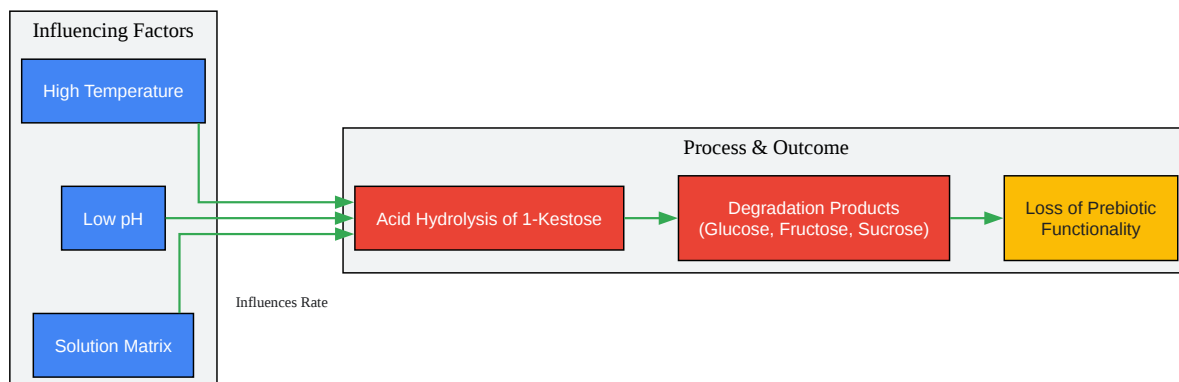 Influencing Factors
High Temperature
Low pH
Solution Matrix
Influences Rate
Process & Outcome
Acid Hydrolysis of 1-Kestose
Degradation Products
(Glucose, Fructose, Sucrose)
Loss of Prebiotic
Functionality